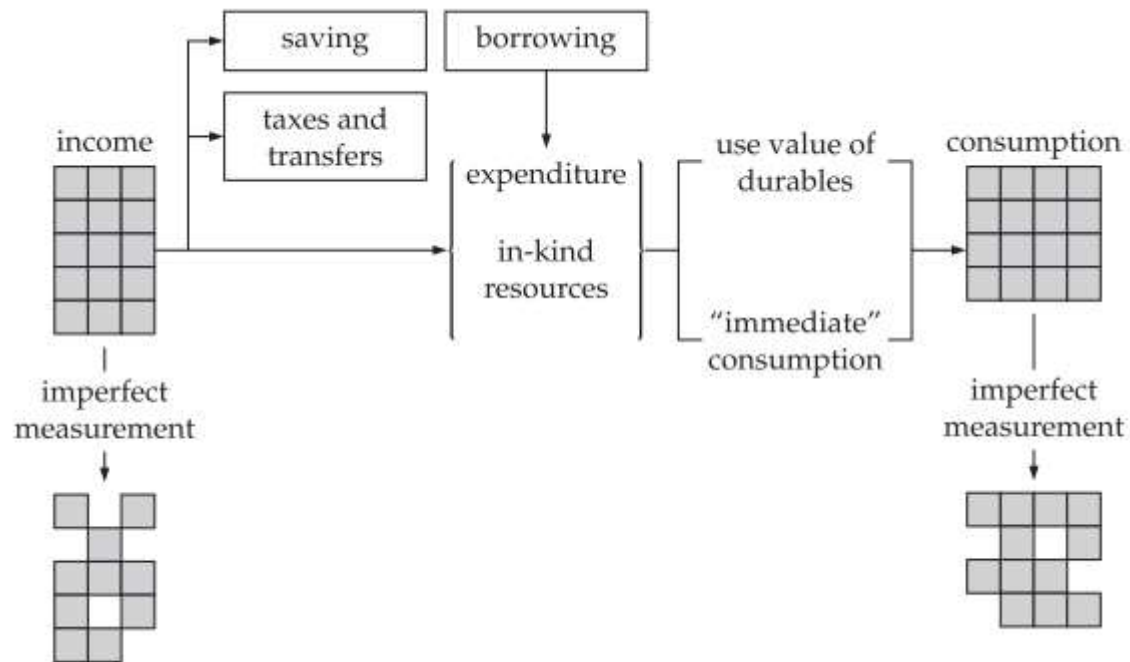 saving
borrowing
income
taxes and
transfers
expenditure
in-kind
resources
use value of
durables
“immediate”
consumption
consumption
imperfect
measurement
imperfect
measurement